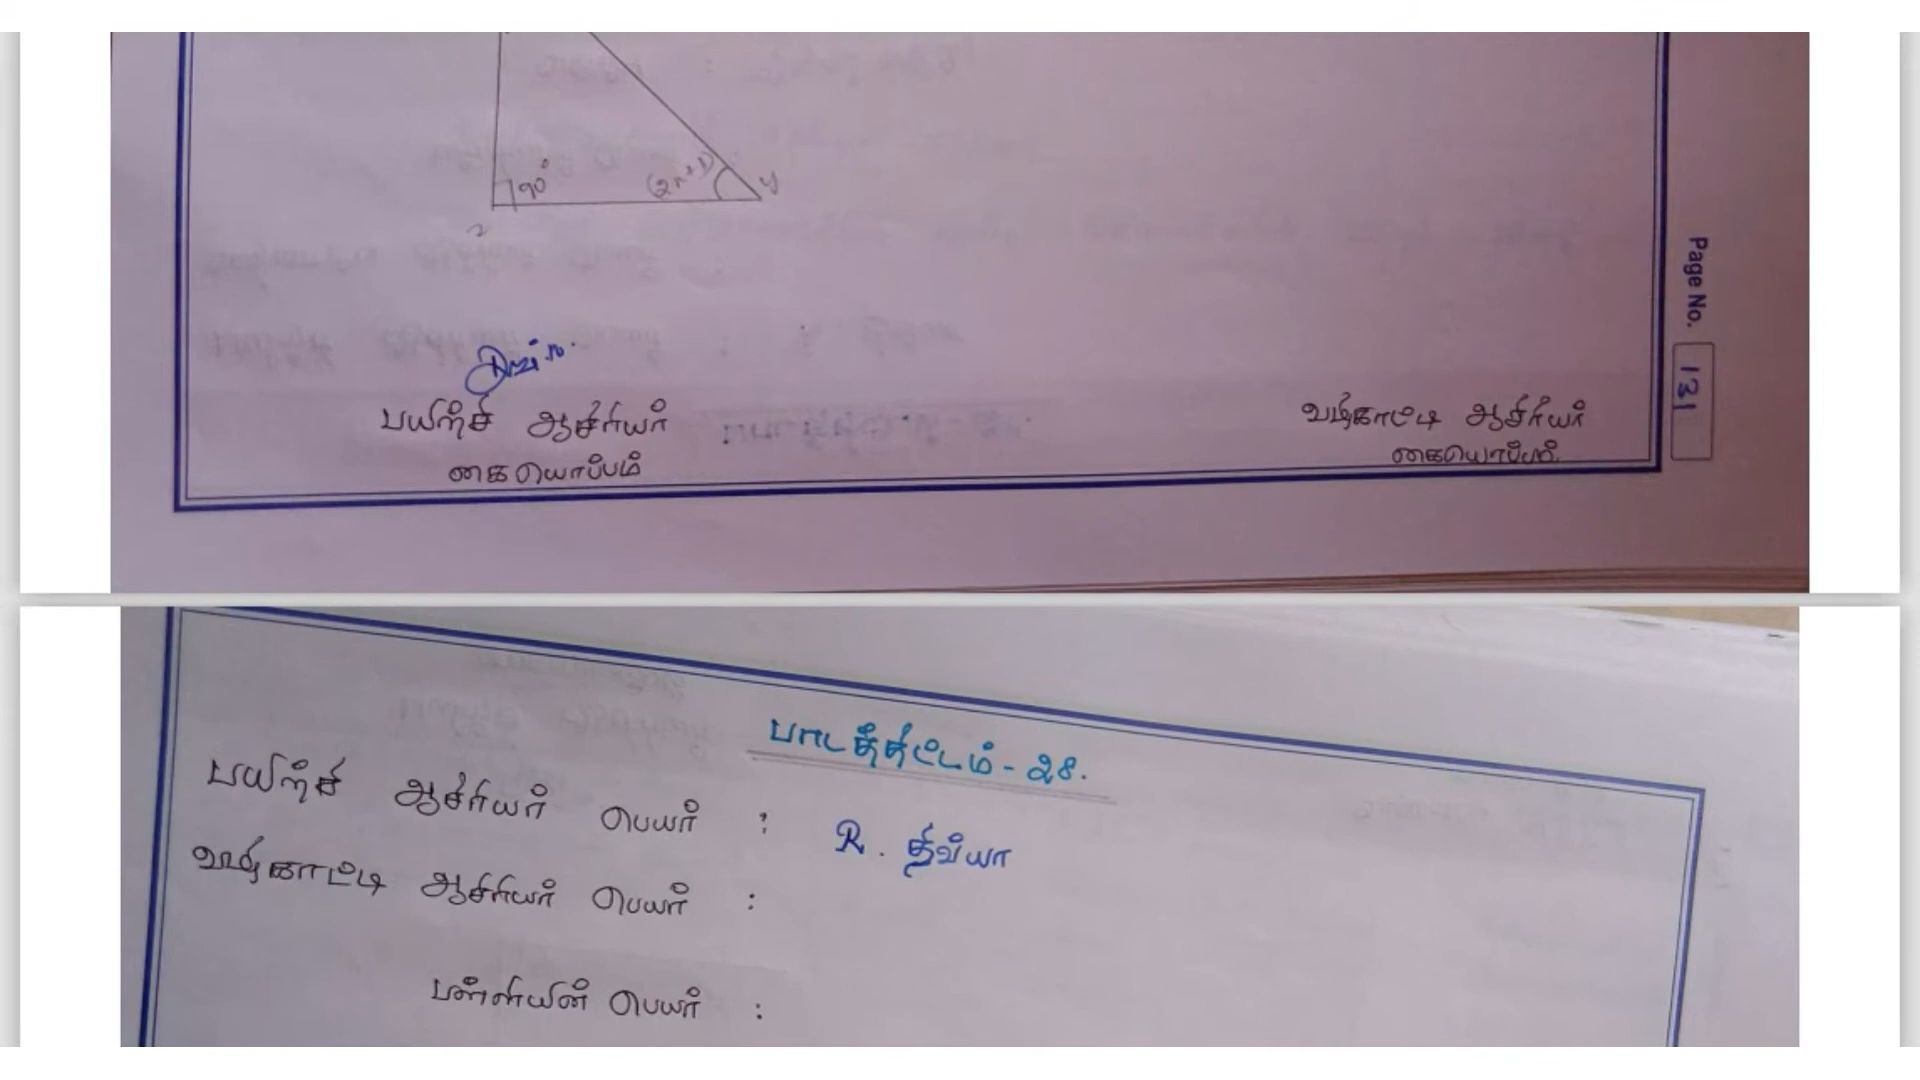 90° (2x+1) y
z
Page No. 131
பயிற்சி ஆசிரியர் வழிகாட்டி ஆசிரியர்
கையொப்பம் கையொப்பம்.
பாடத்திட்டம் - 28.
பயிற்சி ஆசிரியர் பெயர் : R. திவ்யா
வழிகாட்டி ஆசிரியர் பெயர் :
பள்ளியின் பெயர் :